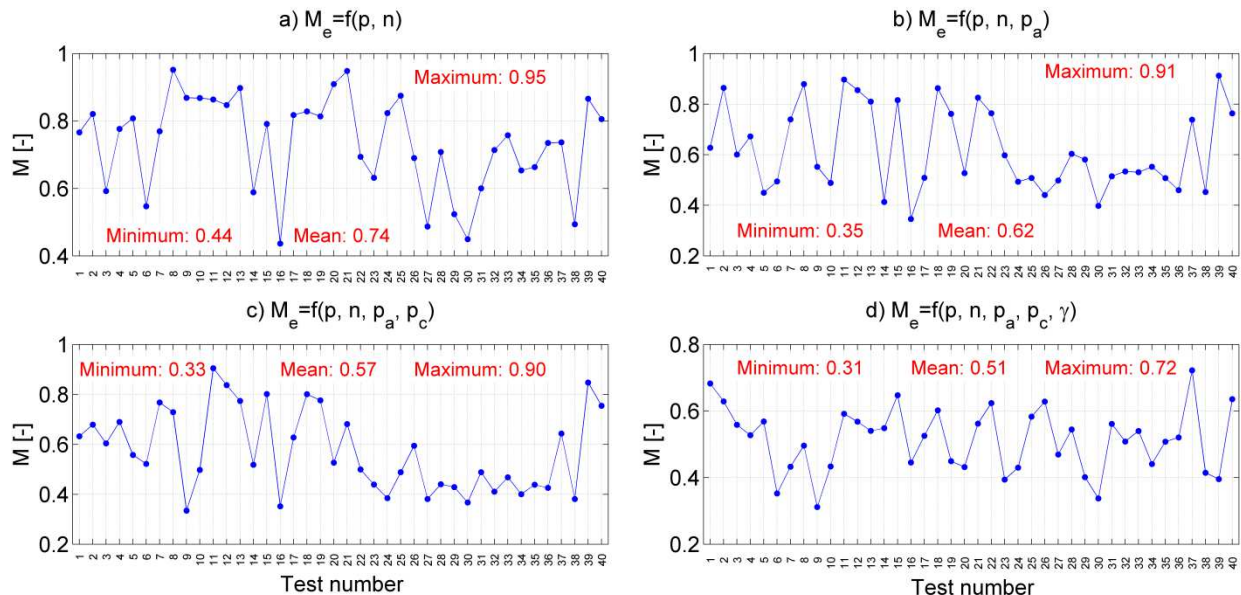 a) M_e=f(p, n)
M [-]
1
0.8
0.6
0.4
Maximum: 0.95
Minimum: 0.44 Mean: 0.74
1 2 3 4 5 6 7 8 9 10 11 12 13 14 15 16 17 18 19 20 21 22 23 24 25 26 27 28 29 30 31 32 33 34 35 36 37 38 39 40
b) M_e=f(p, n, p_a)
M [-]
1
0.8
0.6
0.4
0.2
Maximum: 0.91
Minimum: 0.35 Mean: 0.62
1 2 3 4 5 6 7 8 9 10 11 12 13 14 15 16 17 18 19 20 21 22 23 24 25 26 27 28 29 30 31 32 33 34 35 36 37 38 39 40
c) M_e=f(p, n, p_a, p_c)
M [-]
1
0.8
0.6
0.4
0.2
Minimum: 0.33 Mean: 0.57 Maximum: 0.90
1 2 3 4 5 6 7 8 9 10 11 12 13 14 15 16 17 18 19 20 21 22 23 24 25 26 27 28 29 30 31 32 33 34 35 36 37 38 39 40
Test number
d) M_e=f(p, n, p_a, p_c, γ)
M [-]
0.8
0.6
0.4
0.2
Minimum: 0.31 Mean: 0.51 Maximum: 0.72
1 2 3 4 5 6 7 8 9 10 11 12 13 14 15 16 17 18 19 20 21 22 23 24 25 26 27 28 29 30 31 32 33 34 35 36 37 38 39 40
Test number